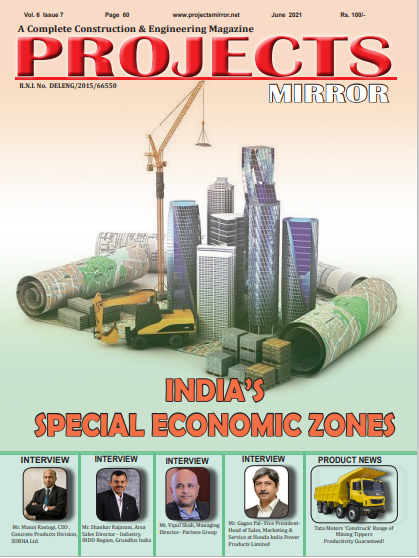 Vol. 6 Issue 7 Page 60 www.projectsmirror.net June 2021 Rs. 100/-
A Complete Construction & Engineering Magazine
PROJECTS
R.N.I. No. DELENG/2015/66550
MIRROR
INDIA'S
SPECIAL ECONOMIC ZONES
INTERVIEW
Mr. Manuj Rustagi, CEO,
Concrete Products Division,
SOBHA Ltd.
INTERVIEW
Mr. Shankar Rajaram, Area
Sales Director - Industry,
INDO Region, Grundfos India
INTERVIEW
Mr. Vipul Shah, Managing
Director- Parinee Group
INTERVIEW
Mr. Gagan Pal- Vice President-
Head of Sales, Marketing &
Service at Honda India Power
Products Limited
PRODUCT NEWS
Tata Motors 'Construck' Range of
Mining Tippers
Productivity Guaranteed!